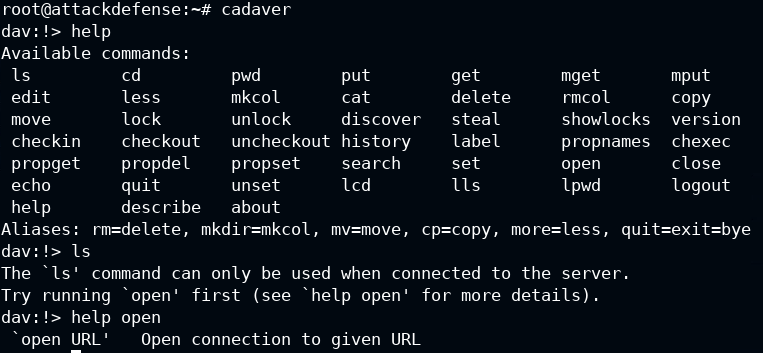 root@attackdefense:~# cadaver
dav:!> help
Available commands:
 ls         cd         pwd        put        get        mget       mput
 edit       less       mkcol      cat        delete     rmcol      copy
 move       lock       unlock     discover   steal      showlocks  version
 checkin    checkout   uncheckout history    label      propnames  chexec
 propget    propdel    propset    search     set        open       close
 echo       quit       unset      lcd        lls        lpwd       logout
 help       describe   about
Aliases: rm=delete, mkdir=mkcol, mv=move, cp=copy, more=less, quit=exit=bye
dav:!> ls
The `ls' command can only be used when connected to the server.
Try running `open' first (see `help open' for more details).
dav:!> help open
 `open URL'   Open connection to given URL